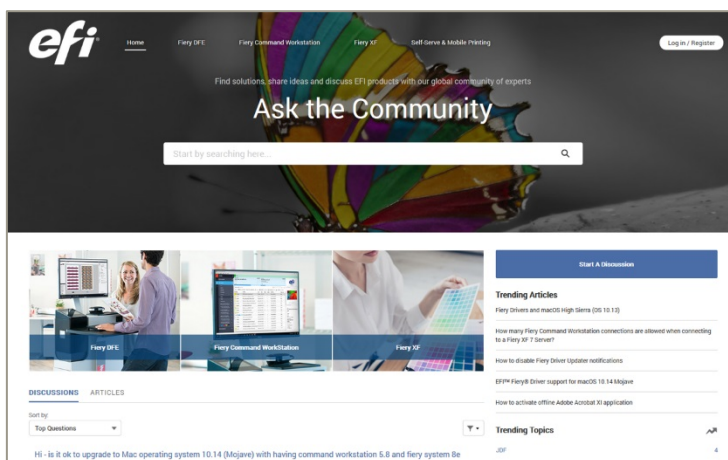 efi
Home Fiery DFE Fiery Command Workstation Fiery XF Self-Serve & Mobile Printing Log in / Register
Find solutions, share ideas and discuss EFI products with our global community of experts
Ask the Community
Start by searching here...
Fiery DFE Fiery Command WorkStation Fiery XF
Start A Discussion
Trending Articles
Fiery Drivers and macOS High Sierra (OS 10.13)
How many Fiery Command Workstation connections are allowed when connecting
to a Fiery XF 7 Server?
How to disable Fiery Driver Updater notifications
EFI™ Fiery® Driver support for macOS 10.14 Mojave
How to activate offline Adobe Acrobat XI application
DISCUSSIONS ARTICLES
Sort by:
Top Questions
Trending Topics
JDF 4
Hi - is it ok to upgrade to Mac operating system 10.14 (Mojave) with having command workstation 5.8 and fiery system 8e